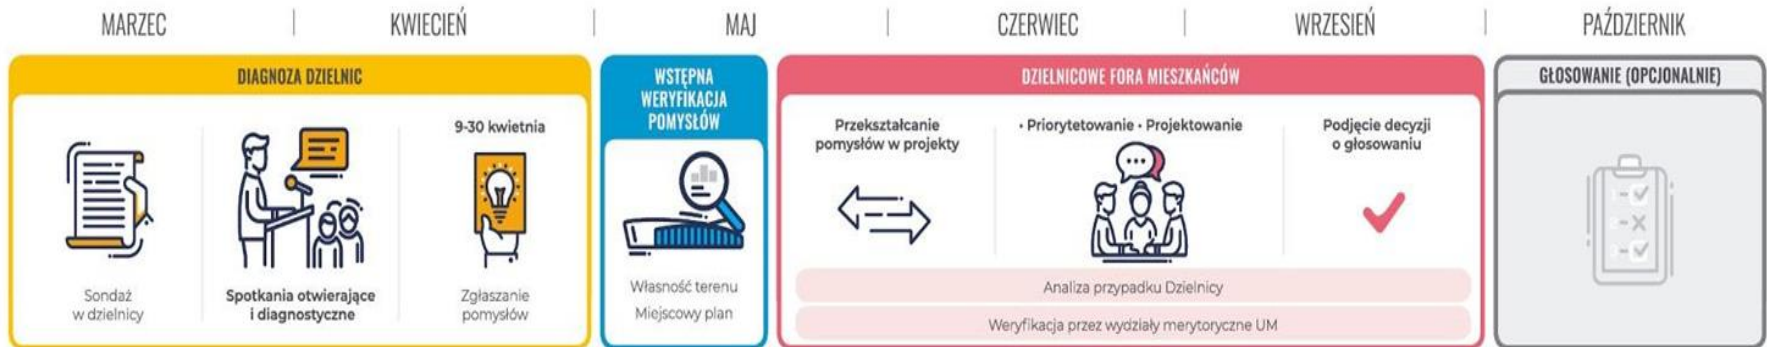 MARZEC
KWIECIEŃ
MAJ
CZERWIEC
WRZESIEŃ
PAŹDZIERNIK
DIAGNOZA DZIELNIC
Sondaż
w dzielnicy
Spotkania otwierające
i diagnostyczne
9-30 kwietnia
Zgłaszanie
pomysłów
WSTĘPNA
WERYFIKACJA
POMYSŁÓW
Własność terenu
Miejscowy plan
DZIELNICOWE FORA MIESZKAŃCÓW
Przekształcanie
pomysłów w projekty
• Priorytetowanie • Projektowanie
Podjęcie decyzji
o głosowaniu
Analiza przypadku Dzielnicy
Weryfikacja przez wydziały merytoryczne UM
GŁOSOWANIE (OPCJONALNIE)